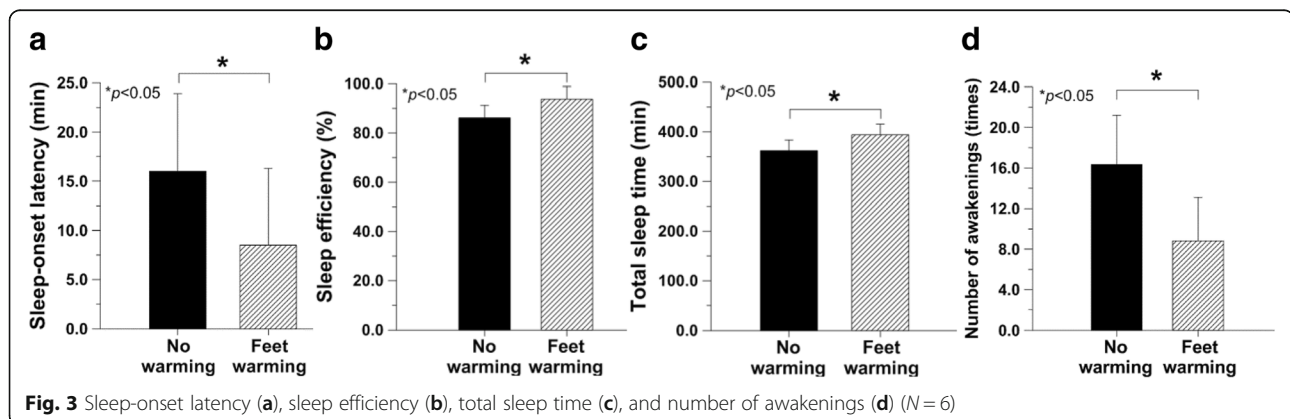 a
*
*p<0.05
Sleep-onset latency (min)
25.0
20.0
15.0
10.0
5.0
0.0
No warming
Feet warming
b
*
*p<0.05
Sleep efficiency (%)
100.0
80.0
60.0
40.0
20.0
0.0
No warming
Feet warming
c
*
*p<0.05
Total sleep time (min)
500.0
400.0
300.0
200.0
100.0
0.0
No warming
Feet warming
d
*
*p<0.05
Number of awakenings (times)
24.0
20.0
16.0
12.0
8.0
4.0
0.0
No warming
Feet warming
Fig. 3 Sleep-onset latency (a), sleep efficiency (b), total sleep time (c), and number of awakenings (d) (N = 6)